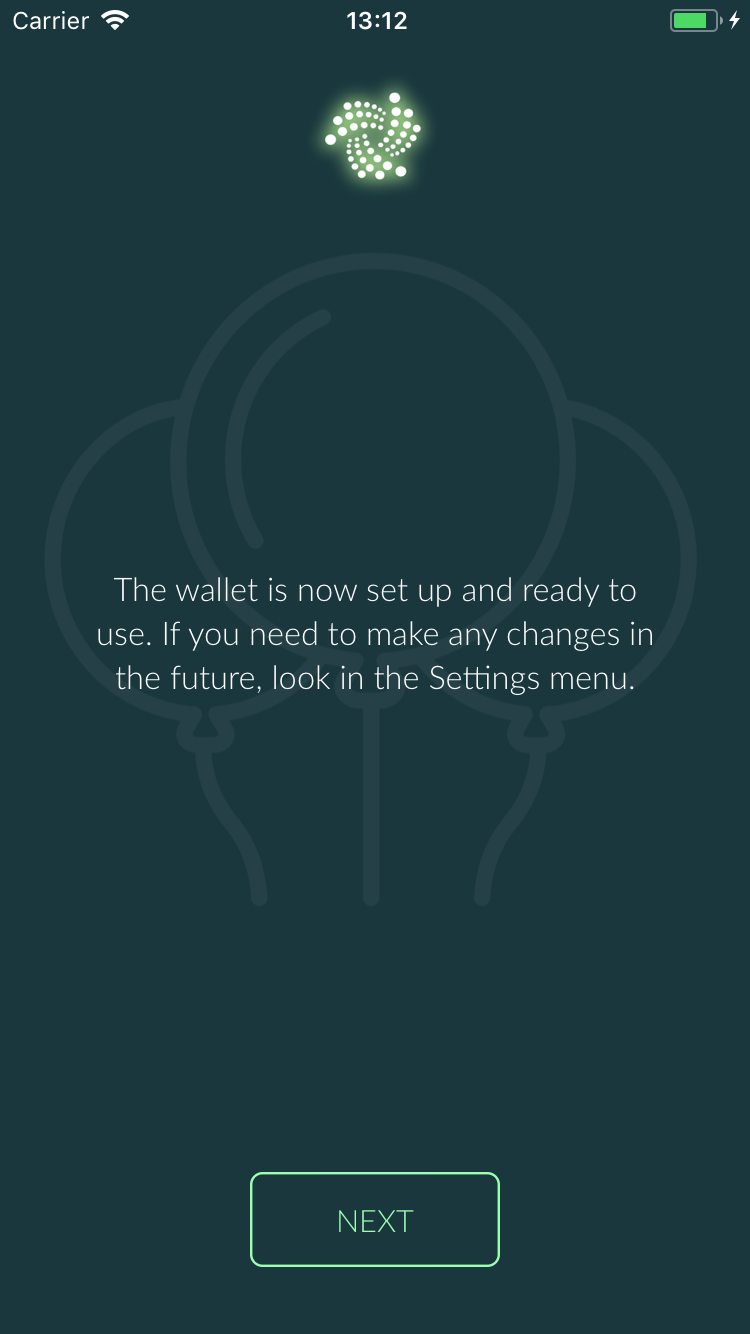 Carrier 13:12
The wallet is now set up and ready to
use. If you need to make any changes in
the future, look in the Settings menu.
NEXT